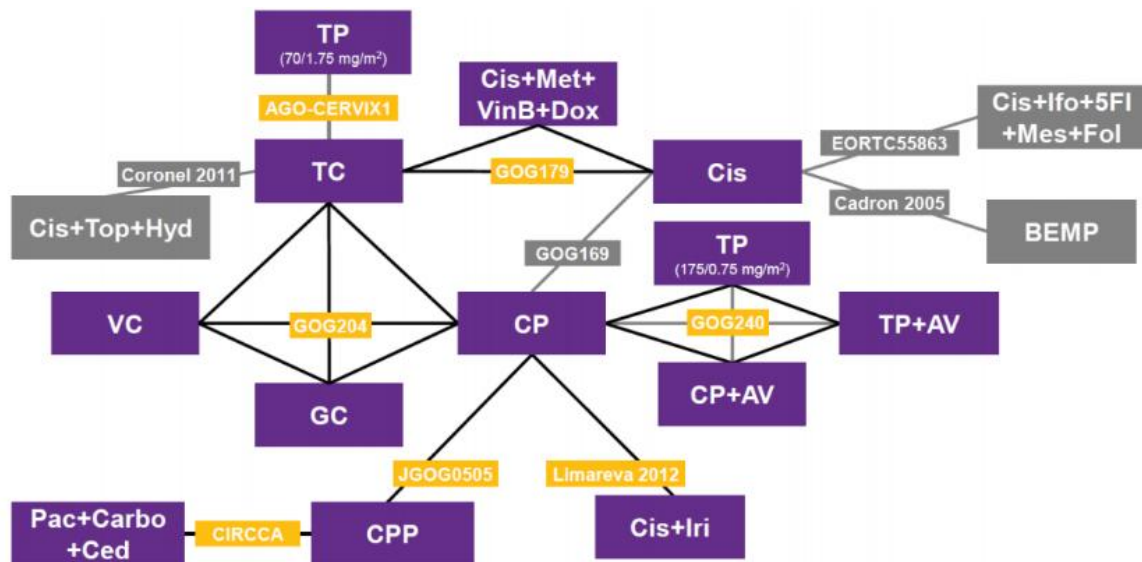 TP
(70/1.75 mg/m²)
AGO-CERVIX1
Cis+Met+
VinB+Dox
Cis+Ifo+5Fl
+Mes+Fol
EORTC55863
Coronel 2011
TC
GOG179
Cis
Cadron 2005
Cis+Top+Hyd
GOG169
TP
(175/0.75 mg/m²)
BEMP
VC
GOG204
CP
GOG240
TP+AV
GC
CP+AV
JGOG0505
Limareva 2012
Pac+Carbo
+Ced
CIRCCA
CPP
Cis+Iri